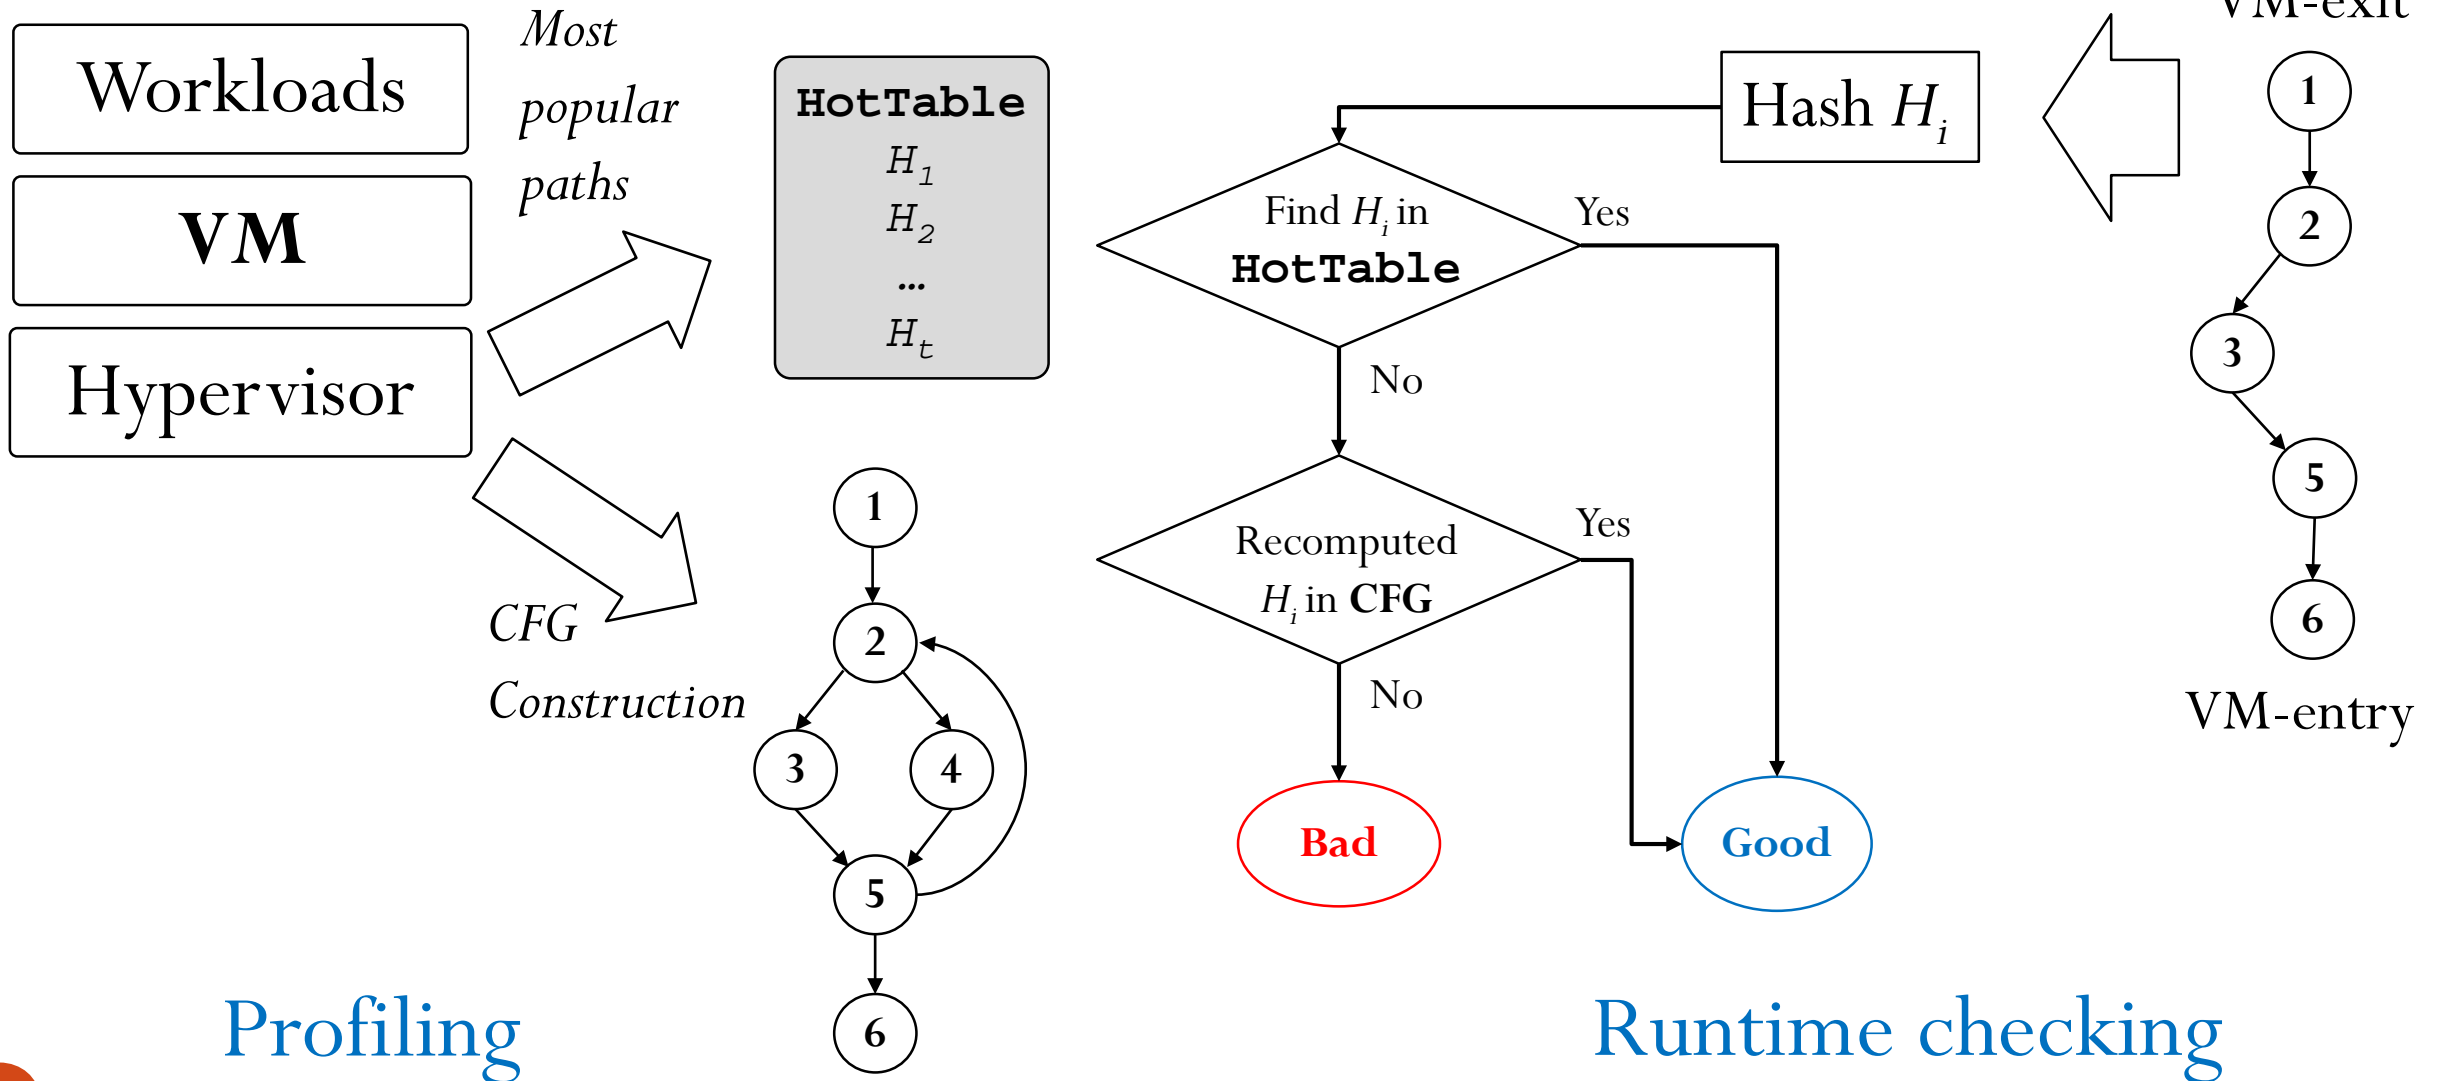 Workloads
VM
Hypervisor
Most
popular
paths
CFG
Construction
HotTable
H1
H2
…
Ht
1
2
3
4
5
6
Profiling
Hash Hi
Find Hi in
HotTable
Yes
No
Recomputed
Hi in CFG
Yes
No
Bad
Good
VM-exit
1
2
3
5
6
VM-entry
Runtime checking